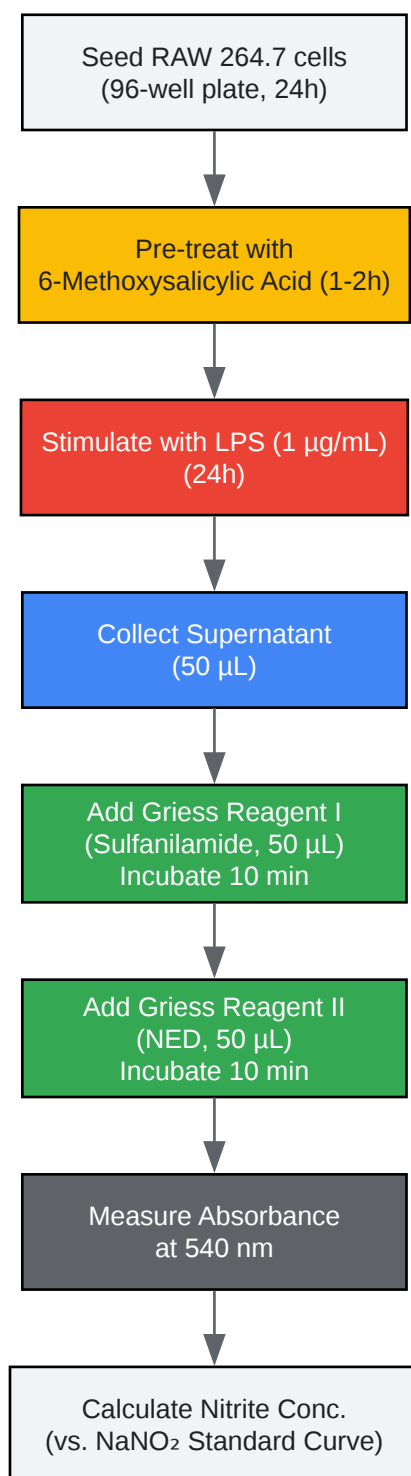 Seed RAW 264.7 cells
(96-well plate, 24h)
Pre-treat with
6-Methoxysalicylic Acid (1-2h)
Stimulate with LPS (1 µg/mL)
(24h)
Collect Supernatant
(50 µL)
Add Griess Reagent I
(Sulfanilamide, 50 µL)
Incubate 10 min
Add Griess Reagent II
(NED, 50 µL)
Incubate 10 min
Measure Absorbance
at 540 nm
Calculate Nitrite Conc.
(vs. NaNO₂ Standard Curve)